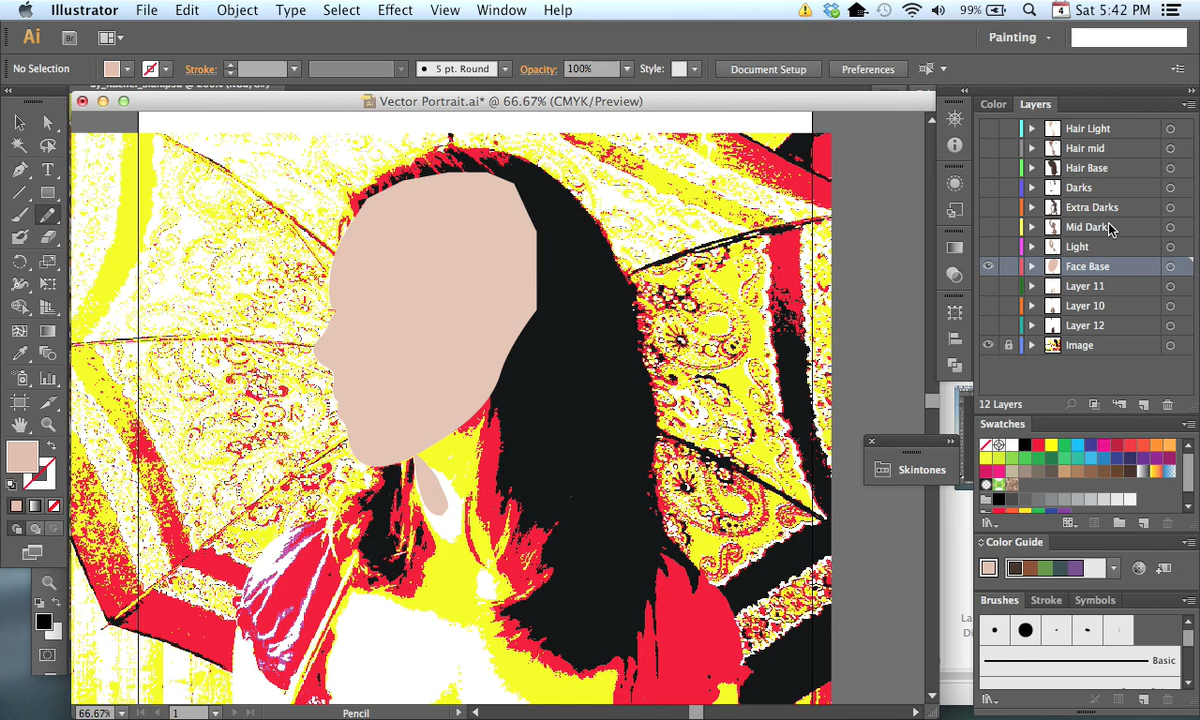 Illustrator File Edit Object Type Select Effect View Window Help 99% 4 Sat 5:42 PM
Ai Br Painting
No Selection Stroke: 5 pt. Round Opacity: 100% Style: Document Setup Preferences
Vector Portrait.ai* @ 66.67% (CMYK/Preview)
Color Layers
Hair Light
Hair mid
Hair Base
Darks
Extra Darks
Mid Dark
Light
Face Base
Layer 11
Layer 10
Layer 12
Image
12 Layers
Swatches
Skintones
Color Guide
Brushes Stroke Symbols
Basic
66.67% 1 Pencil